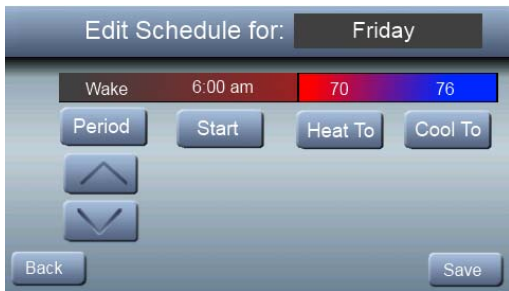 Edit Schedule for: Friday
Wake 6:00 am 70 76
Period Start Heat To Cool To
Back Save